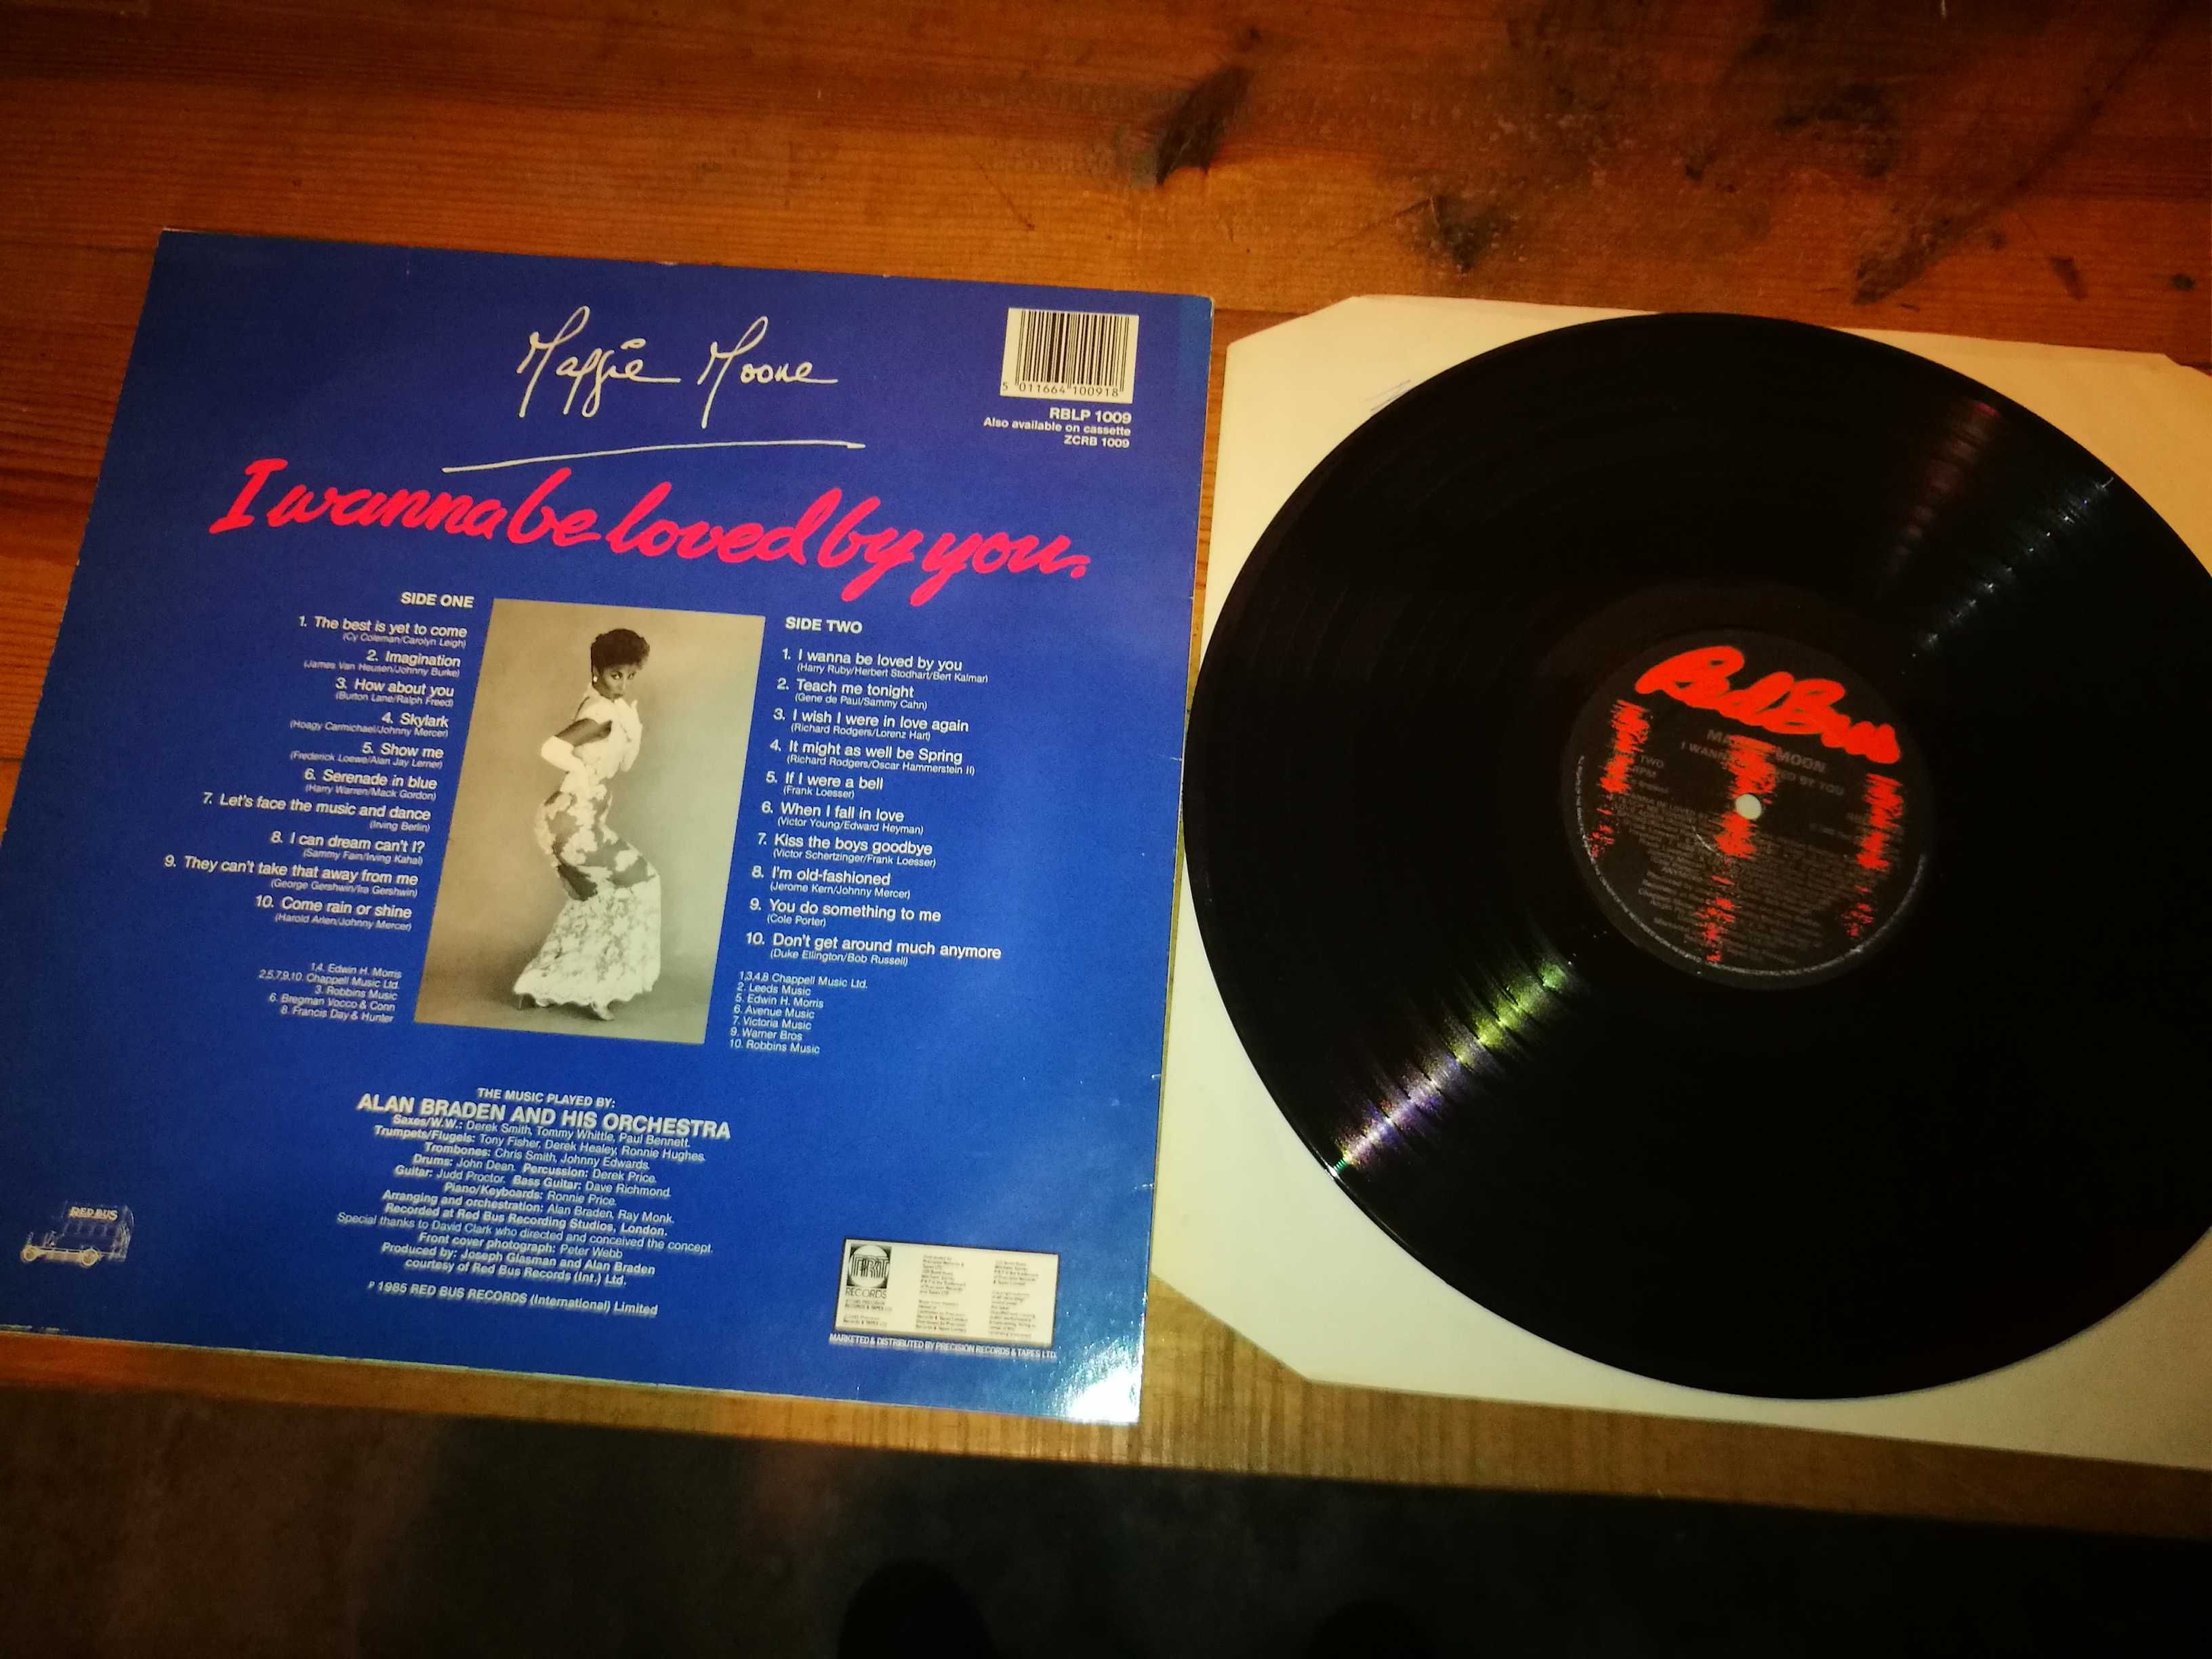 Maggie Moone
5 011664 100918
RBLP 1009
Also available on cassette
ZCRB 1009
I wanna be loved by you.
SIDE ONE
1. The best is yet to come
(Cy Coleman/Carolyn Leigh)
2. Imagination
(James Van Heusen/Johnny Burke)
3. How about you
(Burton Lane/Ralph Freed)
4. Skylark
(Hoagy Carmichael/Johnny Mercer)
5. Show me
(Frederick Loewe/Alan Jay Lerner)
6. Serenade in blue
(Harry Warren/Mack Gordon)
7. Let's face the music and dance
(Irving Berlin)
8. I can dream can't I?
(Sammy Fain/Irving Kahal)
9. They can't take that away from me
(George Gershwin/Ira Gershwin)
10. Come rain or shine
(Harold Arlen/Johnny Mercer)
1,4. Edwin H. Morris
2,5,7,9,10. Chappell Music Ltd.
3. Robbins Music
6. Bregman Vocco & Conn
8. Francis Day & Hunter
SIDE TWO
1. I wanna be loved by you
(Harry Ruby/Herbert Stodhart/Bert Kalmar)
2. Teach me tonight
(Gene de Paul/Sammy Cahn)
3. I wish I were in love again
(Richard Rodgers/Lorenz Hart)
4. It might as well be Spring
(Richard Rodgers/Oscar Hammerstein II)
5. If I were a bell
(Frank Loesser)
6. When I fall in love
(Victor Young/Edward Heyman)
7. Kiss the boys goodbye
(Victor Schertzinger/Frank Loesser)
8. I'm old-fashioned
(Jerome Kern/Johnny Mercer)
9. You do something to me
(Cole Porter)
10. Don't get around much anymore
(Duke Ellington/Bob Russell)
1,3,4,8 Chappell Music Ltd.
2. Leeds Music
5. Edwin H. Morris
6. Avenue Music
7. Victoria Music
9. Warner Bros
10. Robbins Music
THE MUSIC PLAYED BY:
ALAN BRADEN AND HIS ORCHESTRA
Saxes/W.W.: Derek Smith, Tommy Whittle, Paul Bennett.
Trumpets/Flugels: Tony Fisher, Derek Healey, Ronnie Hughes.
Trombones: Chris Smith, Johnny Edwards.
Drums: John Dean. Percussion: Derek Price.
Guitar: Judd Proctor. Bass Guitar: Dave Richmond.
Piano/Keyboards: Ronnie Price.
Arranging and orchestration: Alan Braden, Ray Monk.
Recorded at Red Bus Recording Studios, London.
Special thanks to David Clark who directed and conceived the concept.
Front cover photograph: Peter Webb
Produced by: Joseph Glasman and Alan Braden
courtesy of Red Bus Records (Int.) Ltd.
℗ 1985 RED BUS RECORDS (International) Limited
RED BUS
RECORDS
MARKETED & DISTRIBUTED BY PRECISION RECORDS & TAPES LTD.
Red Bus
MOON
I WAN BY YOU
TWO
RPM